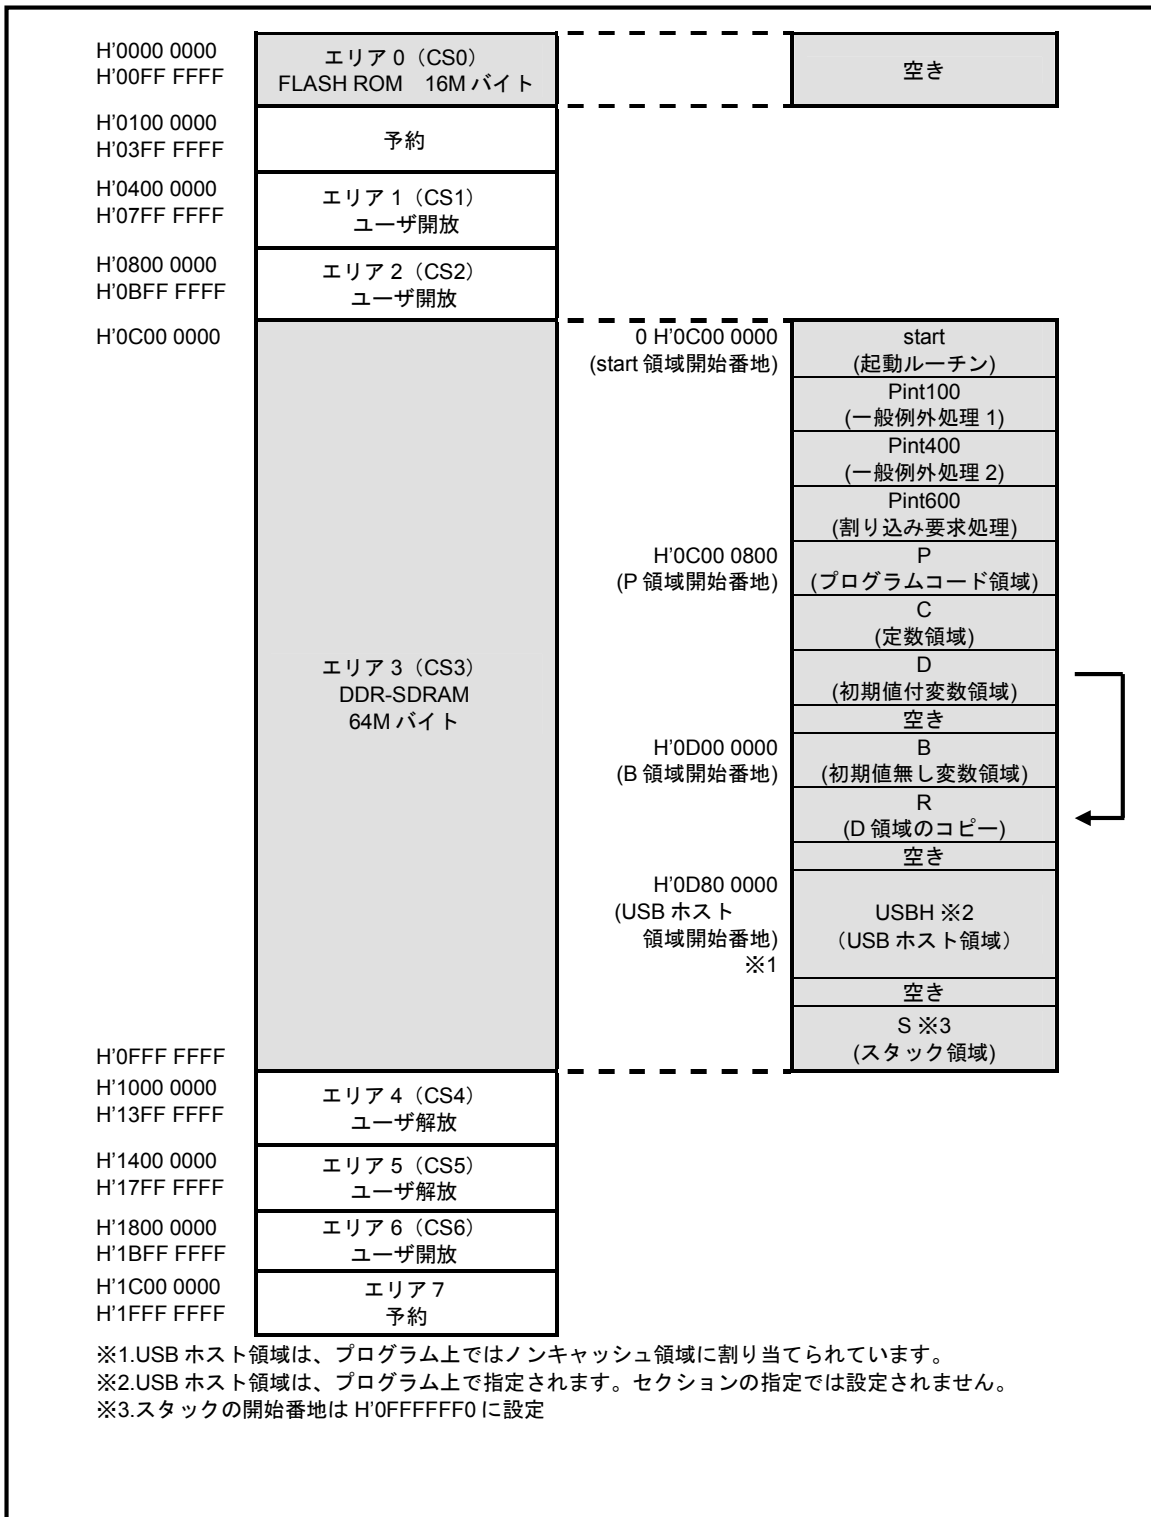 H'0000 0000
H'00FF FFFF
エリア 0（CS0）
FLASH ROM　16M バイト
空き
H'0100 0000
H'03FF FFFF
予約
H'0400 0000
H'07FF FFFF
エリア 1（CS1）
ユーザ開放
H'0800 0000
H'0BFF FFFF
エリア 2（CS2）
ユーザ開放
H'0C00 0000
エリア 3（CS3）
DDR-SDRAM
64M バイト
H'0FFF FFFF
0 H'0C00 0000
(start 領域開始番地)
start
(起動ルーチン)
Pint100
(一般例外処理 1)
Pint400
(一般例外処理 2)
Pint600
(割り込み要求処理)
H'0C00 0800
(P 領域開始番地)
P
(プログラムコード領域)
C
(定数領域)
D
(初期値付変数領域)
空き
H'0D00 0000
(B 領域開始番地)
B
(初期値無し変数領域)
R
(D 領域のコピー)
空き
H'0D80 0000
(USB ホスト
領域開始番地)
※1
USBH ※2
（USB ホスト領域）
空き
S ※3
(スタック領域)
H'1000 0000
H'13FF FFFF
エリア 4（CS4）
ユーザ解放
H'1400 0000
H'17FF FFFF
エリア 5（CS5）
ユーザ解放
H'1800 0000
H'1BFF FFFF
エリア 6（CS6）
ユーザ開放
H'1C00 0000
H'1FFF FFFF
エリア 7
予約
※1.USB ホスト領域は、プログラム上ではノンキャッシュ領域に割り当てられています。
※2.USB ホスト領域は、プログラム上で指定されます。セクションの指定では設定されません。
※3.スタックの開始番地は H'0FFFFFF0 に設定